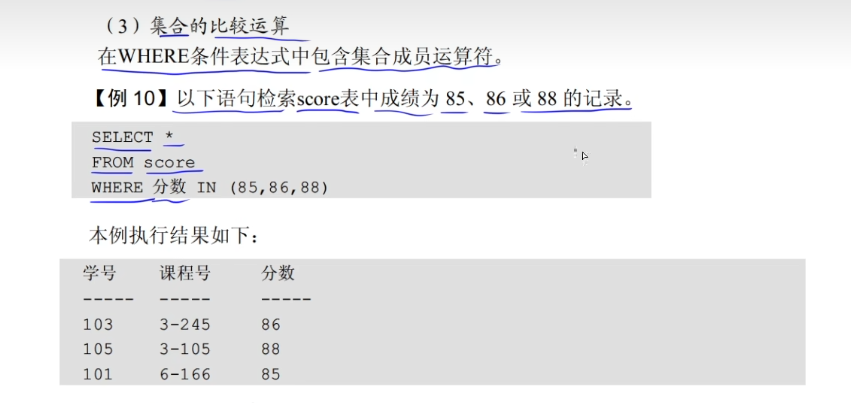 （3）集合的比较运算
在WHERE条件表达式中包含集合成员运算符。
【例 10】以下语句检索score表中成绩为 85、86 或 88 的记录。
SELECT *
FROM score
WHERE 分数 IN (85,86,88)
本例执行结果如下：
学号 课程号 分数
----- ----- -----
103 3-245 86
105 3-105 88
101 6-166 85